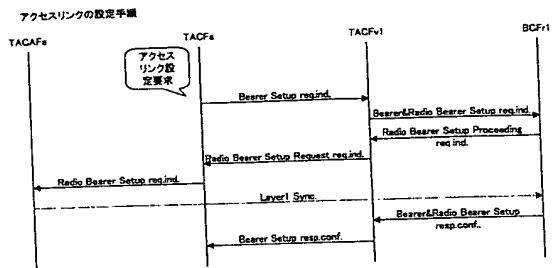 アクセスリンクの設定手順
TACAFa
TACFa
TACFv1
BCFr1
アクセス
リンク設
定要求
Bearer Setup req.ind.
Bearer&Radio Bearer Setup req.ind.
Radio Bearer Setup Proceeding
req.ind.
Radio Bearer Setup Request req.ind.
Radio Bearer Setup req.ind.
Layer1 Sync.
Bearer&Radio Bearer Setup
resp.conf..
Bearer Setup resp.conf.